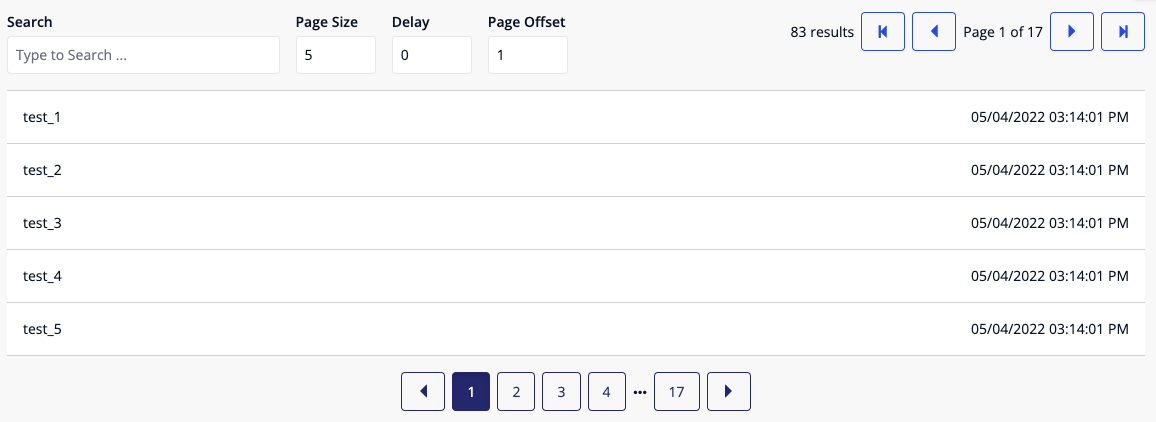 Search Page Size Delay Page Offset
Type to Search ... 5 0 1 83 results Page 1 of 17
test_1 05/04/2022 03:14:01 PM
test_2 05/04/2022 03:14:01 PM
test_3 05/04/2022 03:14:01 PM
test_4 05/04/2022 03:14:01 PM
test_5 05/04/2022 03:14:01 PM
1 2 3 4 ... 17